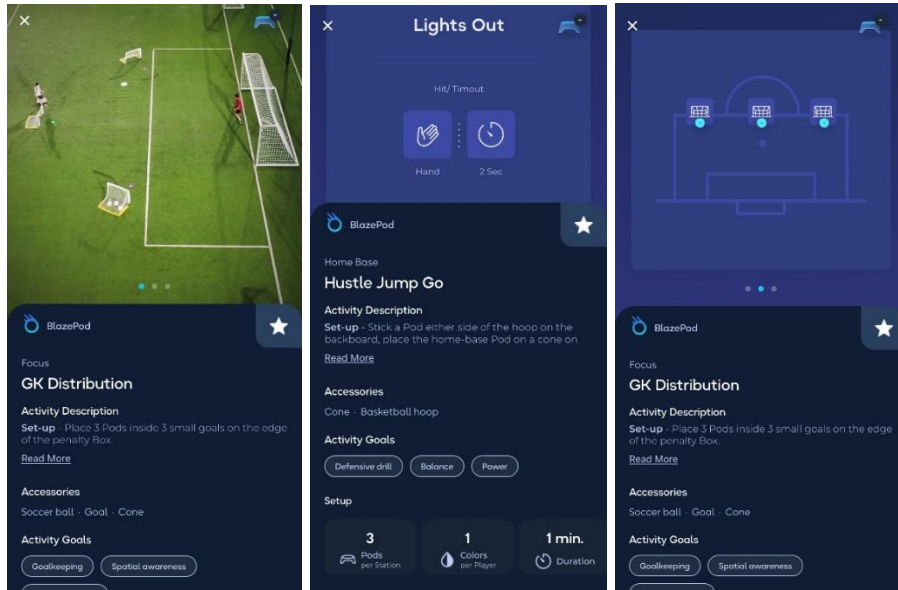 BlazePod
Focus
GK Distribution
Activity Description
Set-up - Place 3 Pods inside 3 small goals on the edge
of the penalty Box.
Read More
Accessories
Soccer ball · Goal · Cone
Activity Goals
Goalkeeping
Spatial awareness
Lights Out
Hit/ Timout
Hand
2 Sec
BlazePod
Home Base
Hustle Jump Go
Activity Description
Set-up - Stick a Pod either side of the hoop on the
backboard, place the home-base Pod on a cone on
Read More
Accessories
Cone · Basketball hoop
Activity Goals
Defensive drill
Balance
Power
Setup
3
Pods
per Station
1
Colors
per Player
1 min.
Duration
BlazePod
Focus
GK Distribution
Activity Description
Set-up - Place 3 Pods inside 3 small goals on the edge
of the penalty Box.
Read More
Accessories
Soccer ball · Goal · Cone
Activity Goals
Goalkeeping
Spatial awareness